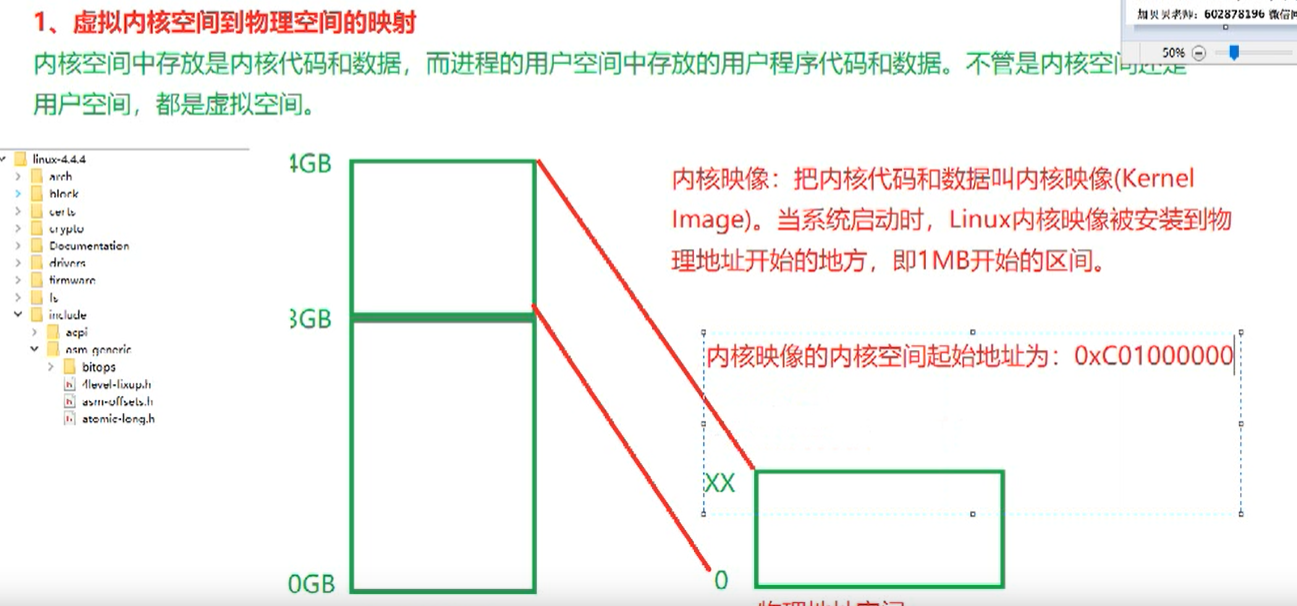 1、虚拟内核空间到物理空间的映射
加贝贝老师：602878196
50%
内核空间中存放是内核代码和数据，而进程的用户空间中存放的用户程序代码和数据。不管是内核空间还是
用户空间，都是虚拟空间。
linux-4.4.4
arch
block
certs
crypto
Documentation
drivers
firmware
fs
include
acpi
asm-generic
bitops
4level-fixup.h
asm-offsets.h
atomic-long.h
4GB
3GB
0GB
内核映像：把内核代码和数据叫内核映像(Kernel
Image)。当系统启动时，Linux内核映像被安装到物
理地址开始的地方，即1MB开始的区间。
内核映像的内核空间起始地址为：0xC01000000
XX
0
物理地址空间